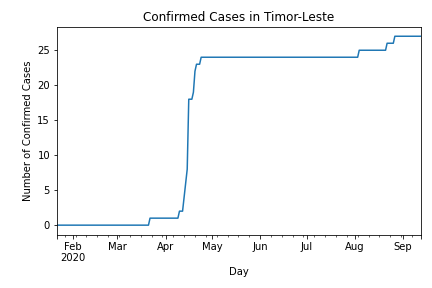 Confirmed Cases in Timor-Leste
Number of Confirmed Cases
25
20
15
10
5
0
Feb Mar Apr May Jun Jul Aug Sep
2020
Day